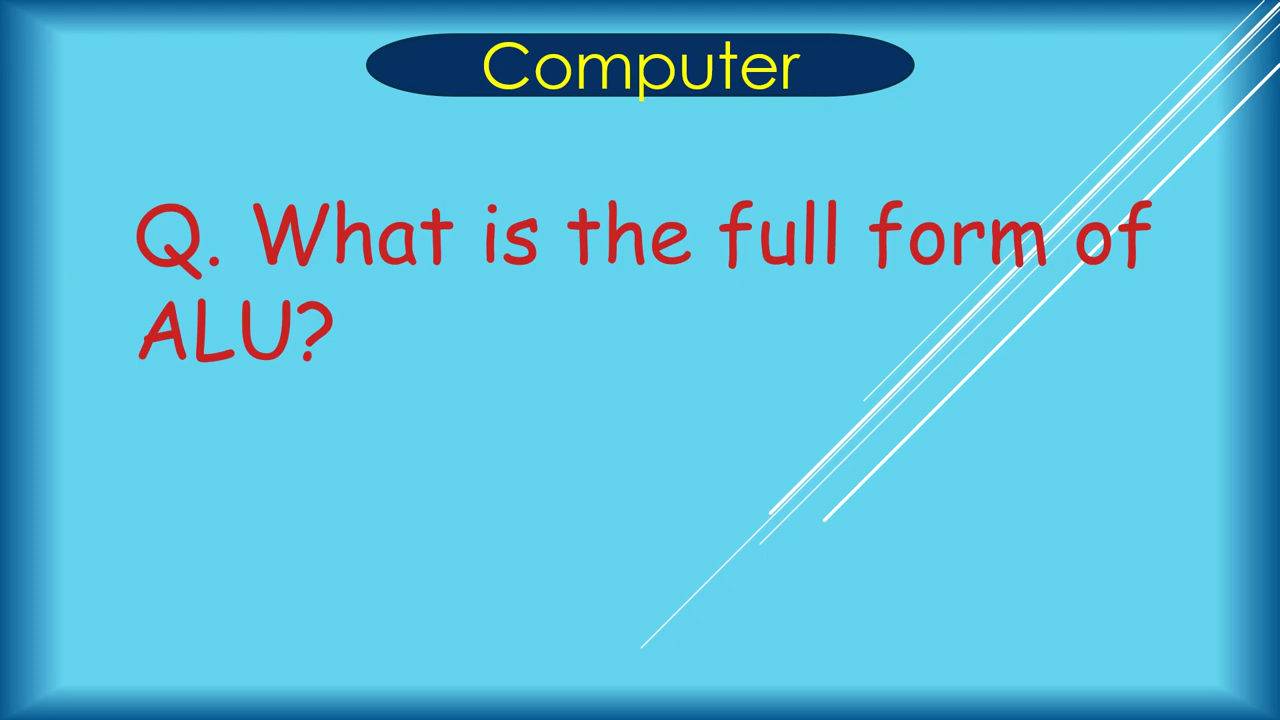 Computer
Q. What is the full form of
ALU?